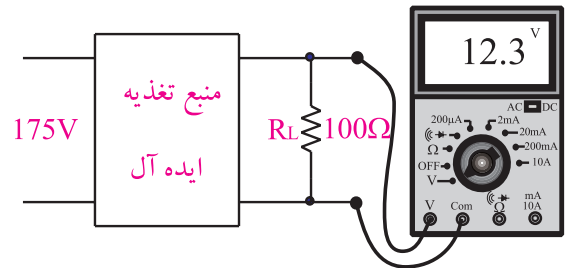 175V
منبع تغذیه
ایده آل
RL 100Ω
12.3 V
AC DC
200µA 2mA
20mA
200mA
Ω
OFF 10A
V
V Com Ω mA
10A